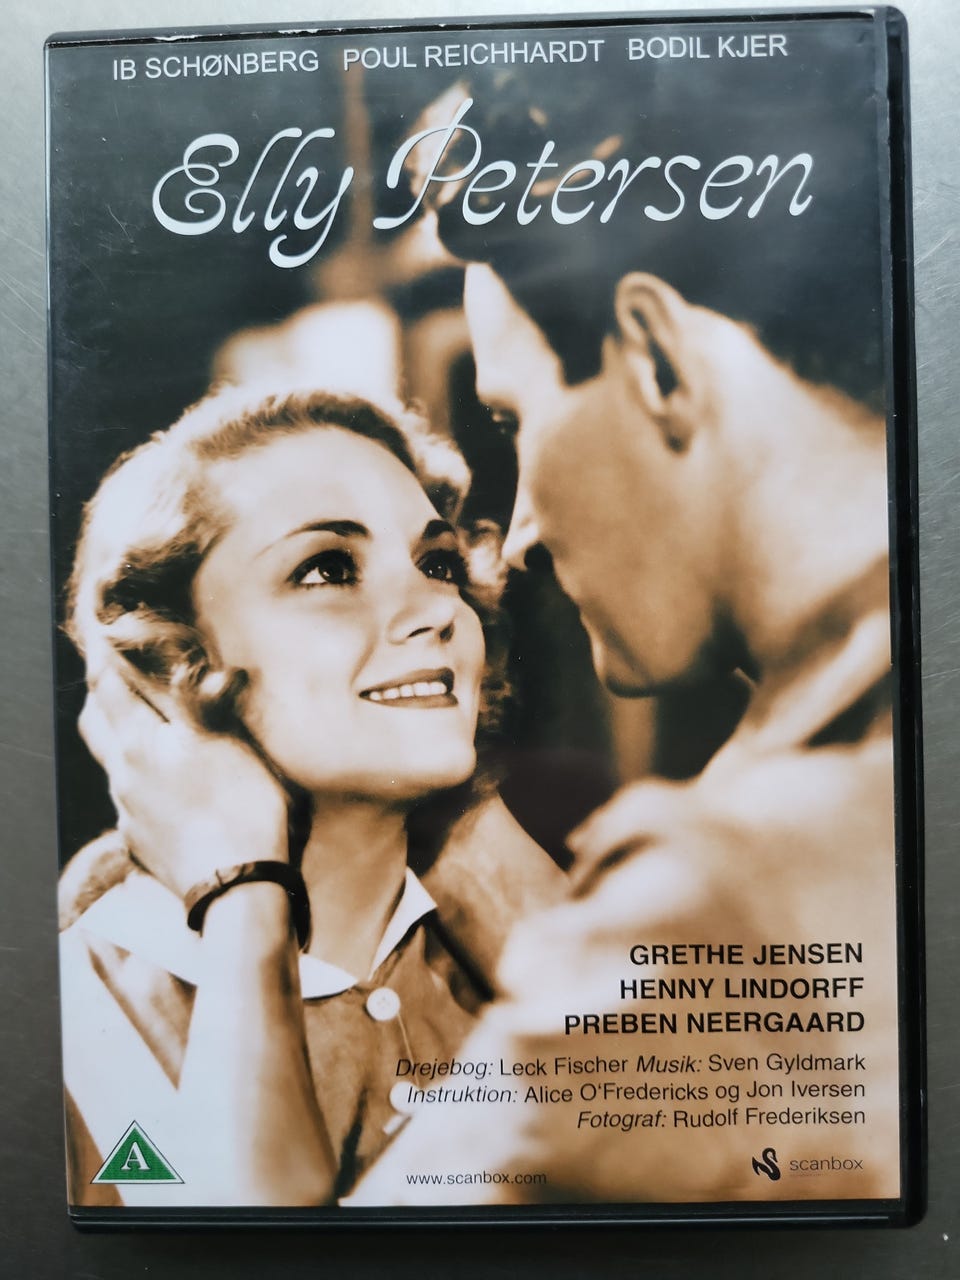 IB SCHØNBERG POUL REICHHARDT BODIL KJER
Elly Petersen
GRETHE JENSEN
HENNY LINDORFF
PREBEN NEERGAARD
Drejebog: Leck Fischer Musik: Sven Gyldmark
Instruktion: Alice O'Fredericks og Jon Iversen
Fotograf: Rudolf Frederiksen
A
www.scanbox.com
scanbox